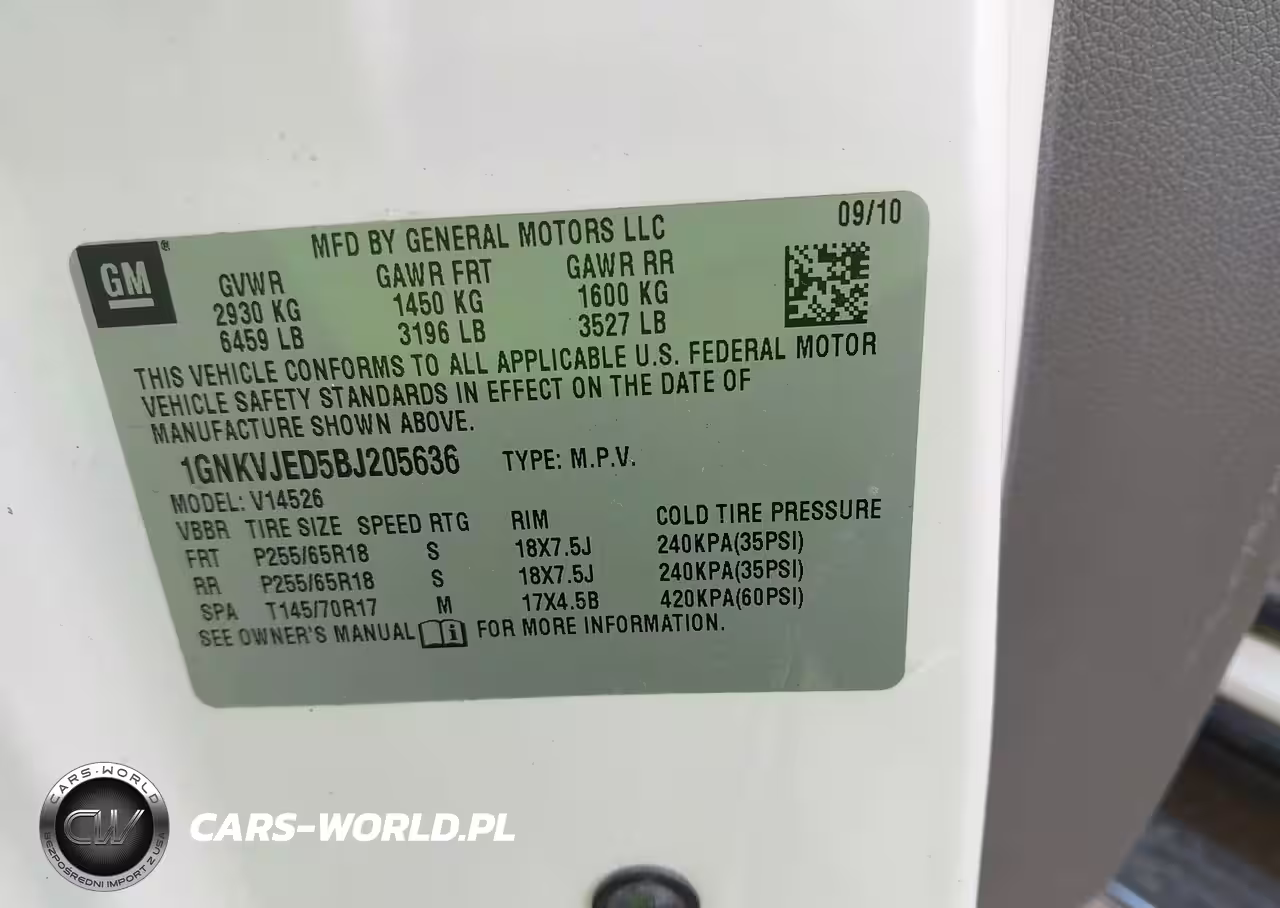 09/10
GM®
MFD BY GENERAL MOTORS LLC
GVWR GAWR FRT GAWR RR
2930 KG 1450 KG 1600 KG
6459 LB 3196 LB 3527 LB
THIS VEHICLE CONFORMS TO ALL APPLICABLE U.S. FEDERAL MOTOR
VEHICLE SAFETY STANDARDS IN EFFECT ON THE DATE OF
MANUFACTURE SHOWN ABOVE.
1GNKVJED5BJ205636 TYPE: M.P.V.
MODEL: V14526
VBBR TIRE SIZE SPEED RTG RIM COLD TIRE PRESSURE
FRT P255/65R18 S 18X7.5J 240KPA(35PSI)
RR P255/65R18 S 18X7.5J 240KPA(35PSI)
SPA T145/70R17 M 17X4.5B 420KPA(60PSI)
SEE OWNER'S MANUAL i FOR MORE INFORMATION.
CARS-WORLD
CW
BEZPOŚREDNI IMPORT Z USA
CARS-WORLD.PL